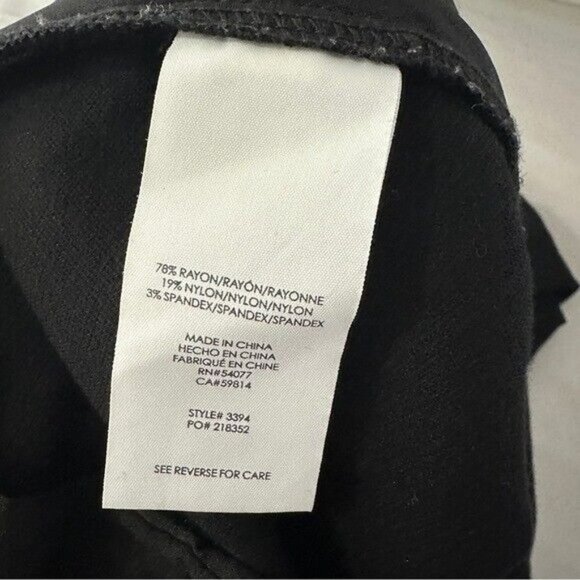 78% RAYON/RAYÓN/RAYONNE
19% NYLON/NYLON/NYLON
3% SPANDEX/SPANDEX/SPANDEX
MADE IN CHINA
HECHO EN CHINA
FABRIQUÉ EN CHINE
RN#54077
CA#59814
STYLE# 3394
PO# 218352
SEE REVERSE FOR CARE